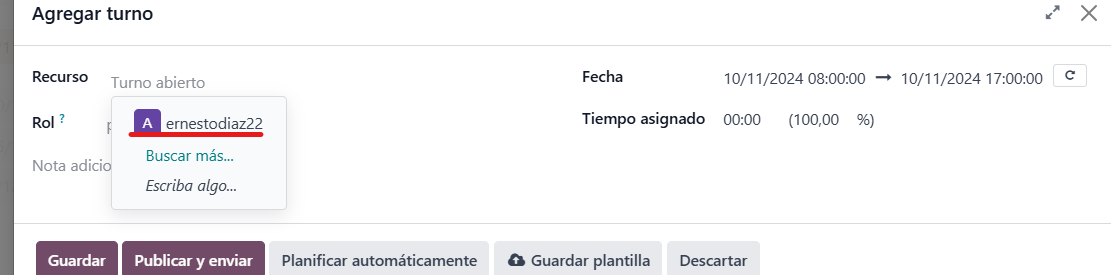 Agregar turno
Recurso Turno abierto
Fecha 10/11/2024 08:00:00 → 10/11/2024 17:00:00
A ernestodiaz22
Rol ?
Tiempo asignado 00:00 (100,00 %)
Buscar más...
Nota adicio
Escriba algo...
Guardar Publicar y enviar Planificar automáticamente Guardar plantilla Descartar